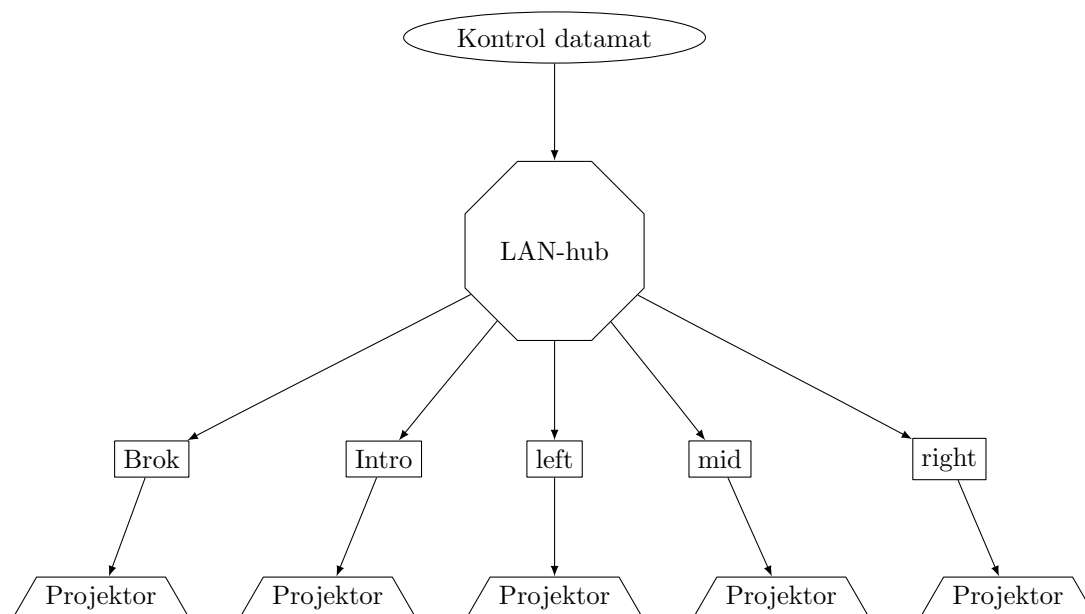 Kontrol datamat
LAN-hub
Brok
Intro
left
mid
right
Projektor
Projektor
Projektor
Projektor
Projektor